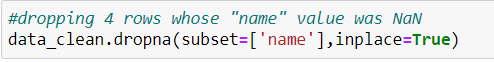 #dropping 4 rows whose "name" value was NaN
data_clean.dropna(subset=['name'],inplace=True)